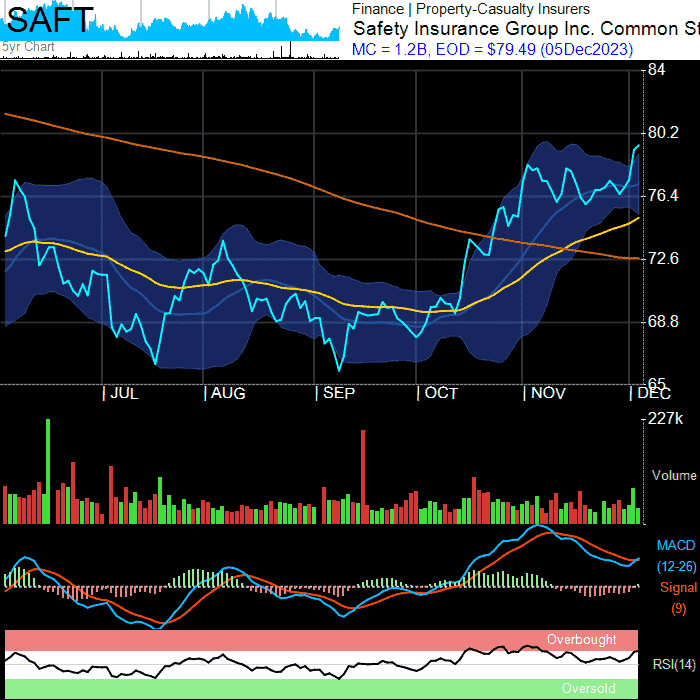 SAFT
5yr Chart
Finance | Property-Casualty Insurers
Safety Insurance Group Inc. Common St
MC = 1.2B, EOD = $79.49 (05Dec2023)
84
80.2
76.4
72.6
68.8
65
| JUL | AUG | SEP | OCT | NOV | DEC
227k
Volume
MACD
(12-26)
Signal
(9)
Overbought
RSI(14)
Oversold